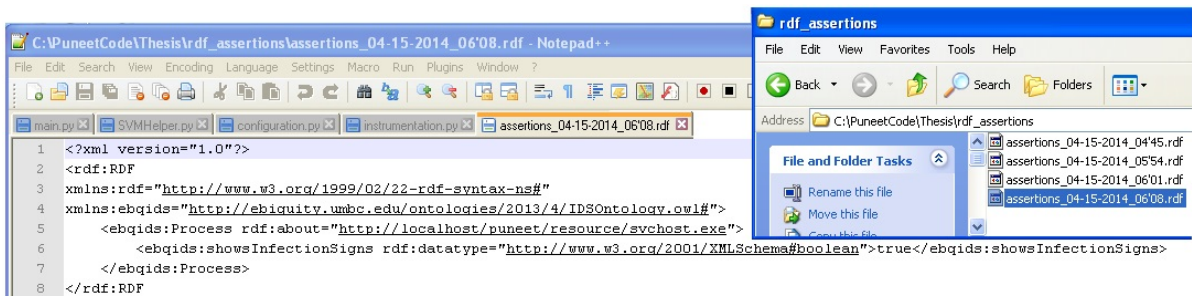 C:\PuneetCode\Thesis\rdf_assertions\assertions_04-15-2014_06'08.rdf - Notepad++
File Edit Search View Encoding Language Settings Macro Run Plugins Window ?
main.py SVMHelper.py configuration.py instrumentation.py assertions_04-15-2014_06'08.rdf
1 <?xml version="1.0"?>
2 <rdf:RDF
3 xmlns:rdf="http://www.w3.org/1999/02/22-rdf-syntax-ns#"
4 xmlns:ebqids="http://ebiquity.umbc.edu/ontologies/2013/4/IDSOntology.owl#">
5 <ebqids:Process rdf:about="http://localhost/puneet/resource/svchost.exe">
6 <ebqids:showsInfectionSigns rdf:datatype="http://www.w3.org/2001/XMLSchema#boolean">true</ebqids:showsInfectionSigns>
7 </ebqids:Process>
8 </rdf:RDF
rdf_assertions
File Edit View Favorites Tools Help
Back Search Folders
Address C:\PuneetCode\Thesis\rdf_assertions
File and Folder Tasks
Rename this file
Move this file
Copy this file
assertions_04-15-2014_04'45.rdf
assertions_04-15-2014_05'54.rdf
assertions_04-15-2014_06'01.rdf
assertions_04-15-2014_06'08.rdf